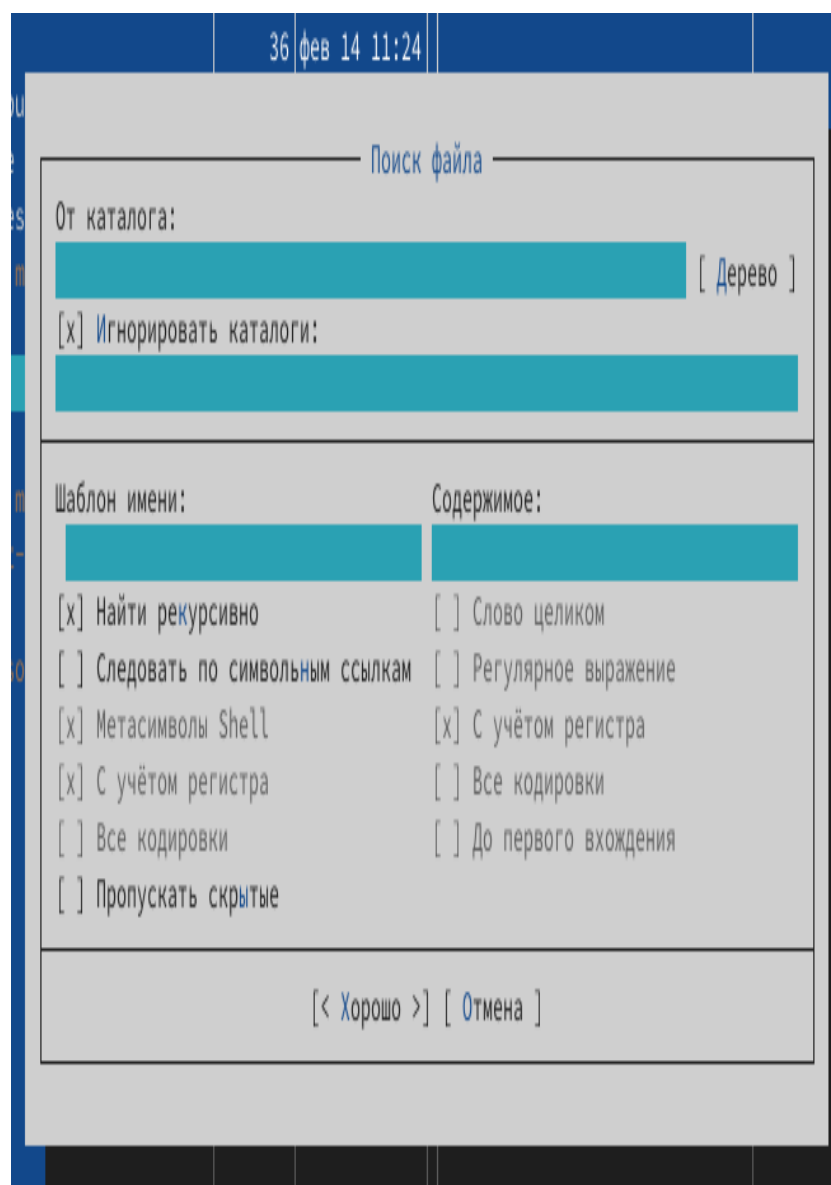 36 фев 14 11:24
ou
Поиск файла
es
От каталога:
m
[ Дерево ]
[x] Игнорировать каталоги:
m
Шаблон имени: Содержимое:
[x] Найти рекурсивно [ ] Слово целиком
[ ] Следовать по символьным ссылкам [ ] Регулярное выражение
[x] Метасимволы Shell [x] С учётом регистра
[x] С учётом регистра [ ] Все кодировки
[ ] Все кодировки [ ] До первого вхождения
[ ] Пропускать скрытые
[< Хорошо >] [ Отмена ]